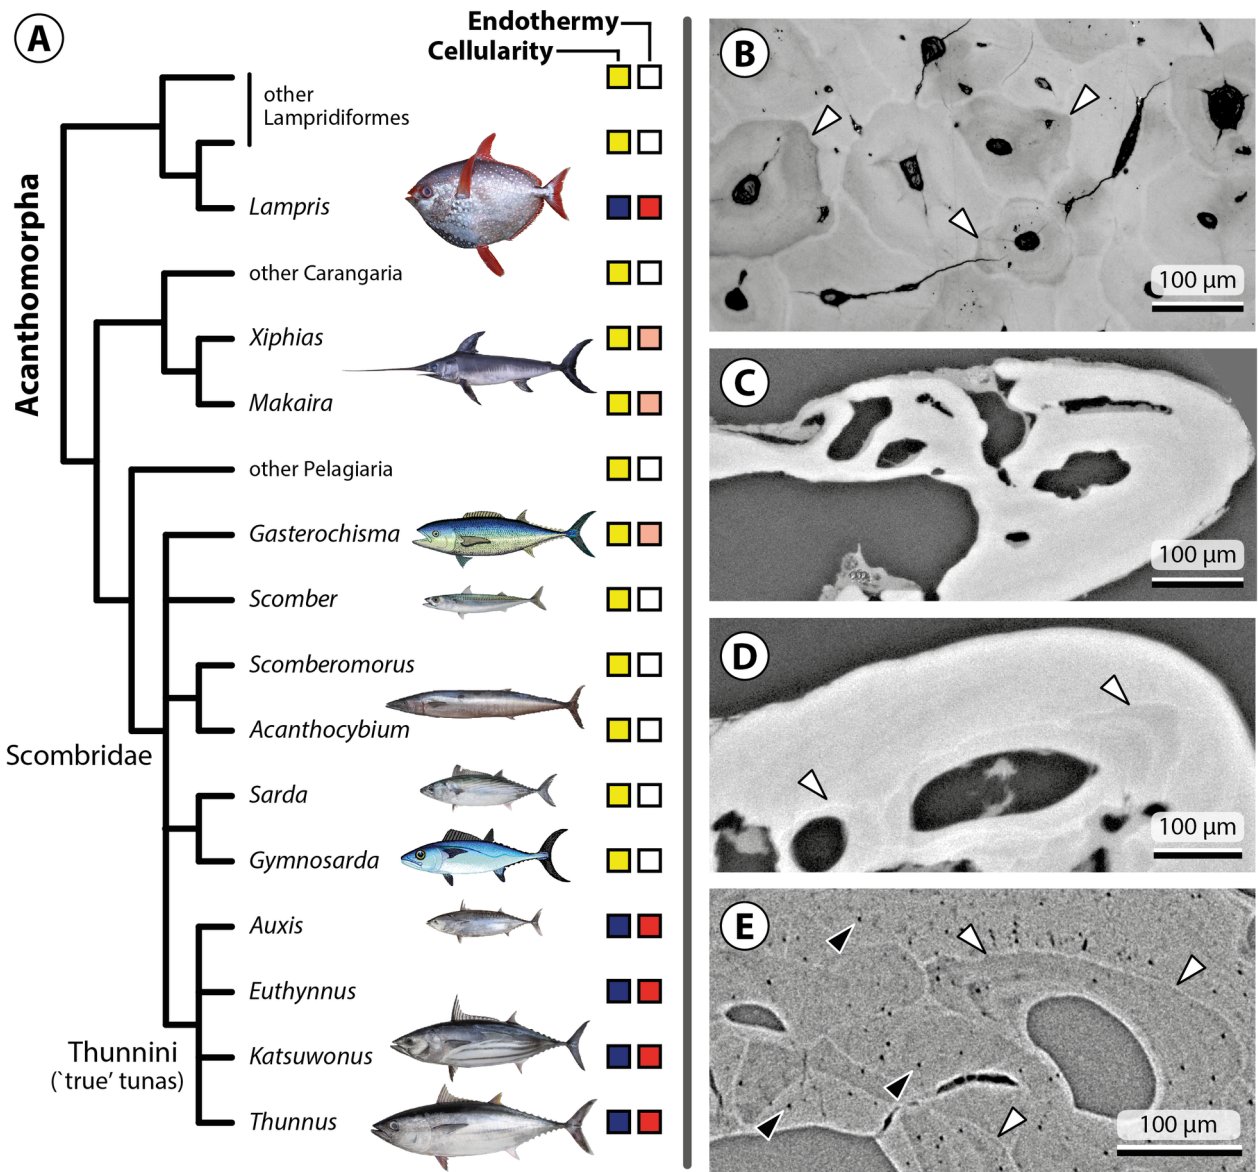 A
Endothermy
Cellularity
other
Lampridiformes
Lampris
Acanthomorpha
other Carangaria
Xiphias
Makaira
other Pelagiaria
Gasterochisma
Scomber
Scomberomorus
Acanthocybium
Scombridae
Sarda
Gymnosarda
Auxis
Euthynnus
Thunnini
(`true’ tunas)
Katsuwonus
Thunnus
B
100 µm
C
100 µm
D
100 µm
E
100 µm